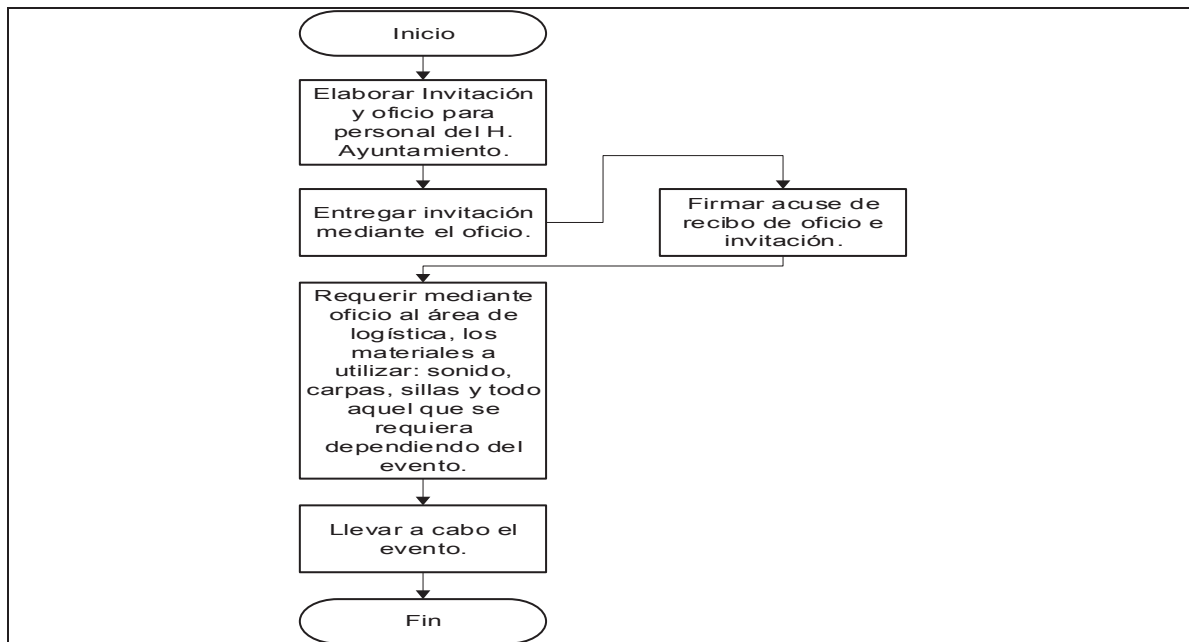 Inicio
Elaborar Invitación
y oficio para
personal del H.
Ayuntamiento.
Entregar invitación
mediante el oficio.
Firmar acuse de
recibo de oficio e
invitación.
Requerir mediante
oficio al área de
logística, los
materiales a
utilizar: sonido,
carpas, sillas y todo
aquel que se
requiera
dependiendo del
evento.
Llevar a cabo el
evento.
Fin